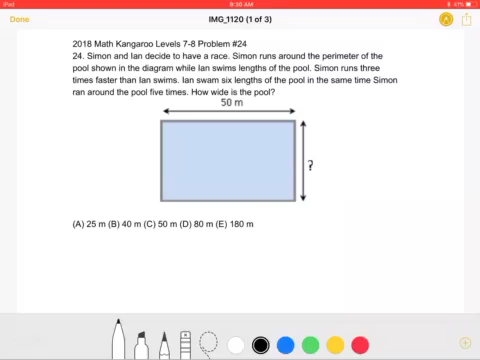 iPad
9:30 AM
41%
Done
IMG_1120 (1 of 3)
2018 Math Kangaroo Levels 7-8 Problem #24
24. Simon and Ian decide to have a race. Simon runs around the perimeter of the
pool shown in the diagram while Ian swims lengths of the pool. Simon runs three
times faster than Ian swims. Ian swam six lengths of the pool in the same time Simon
ran around the pool five times. How wide is the pool?
50 m
?
(A) 25 m (B) 40 m (C) 50 m (D) 80 m (E) 180 m